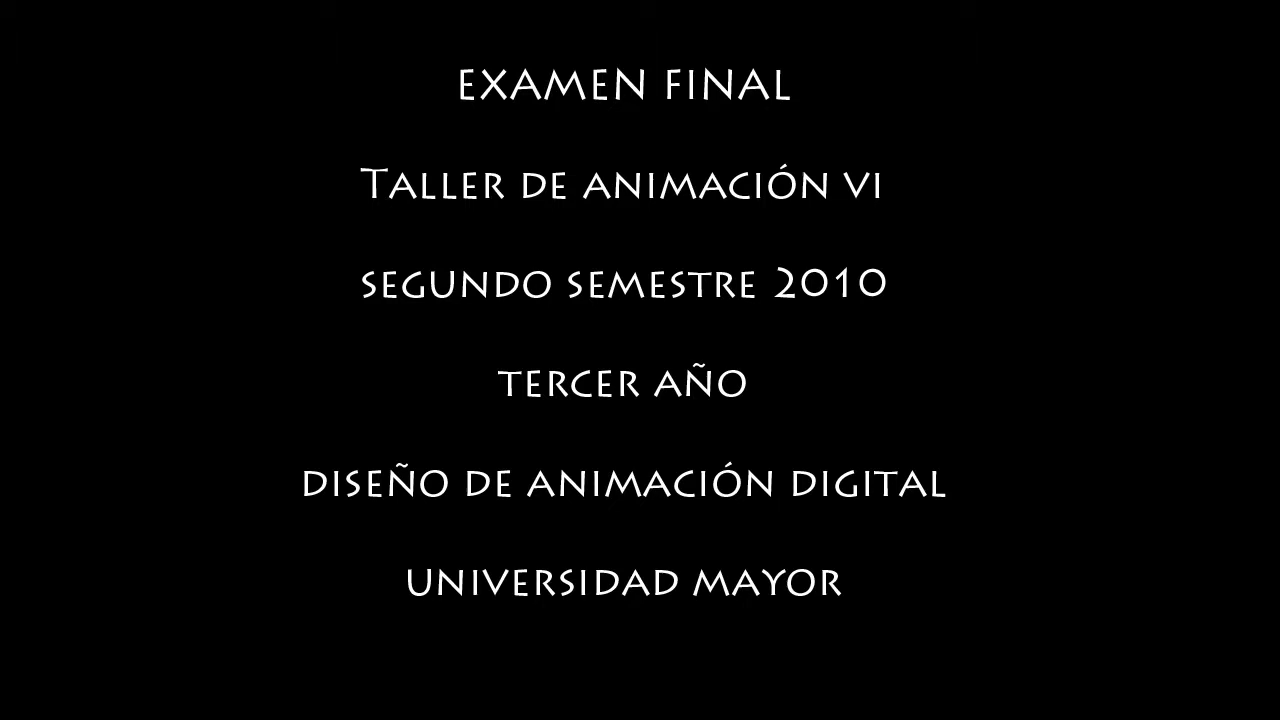 EXAMEN FINAL
Taller de animación vi
segundo semestre 2010
tercer año
diseño de animación digital
universidad mayor